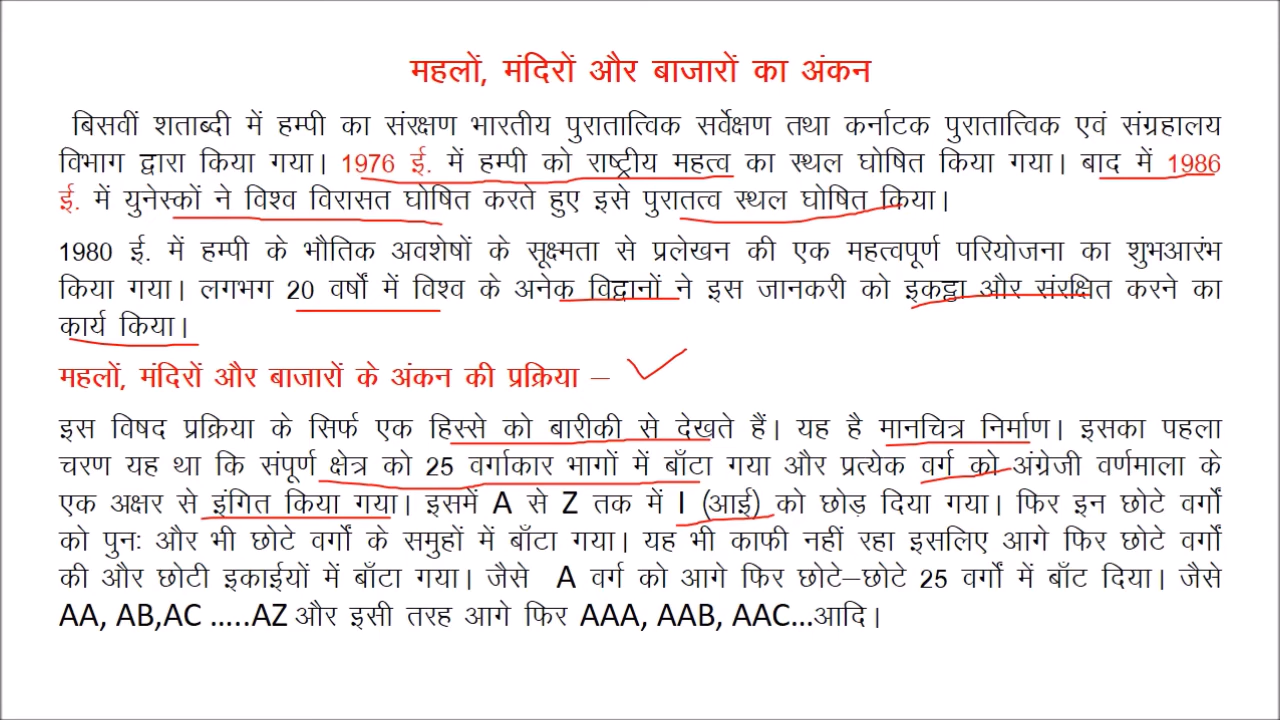 महलों, मंदिरों और बाजारों का अंकन
बिसवीं शताब्दी में हम्पी का संरक्षण भारतीय पुरातात्विक सर्वेक्षण तथा कर्नाटक पुरातात्विक एवं संग्रहालय
विभाग द्वारा किया गया। 1976 ई. में हम्पी को राष्ट्रीय महत्व का स्थल घोषित किया गया। बाद में 1986
ई. में युनेस्कों ने विश्व विरासत घोषित करते हुए इसे पुरातत्व स्थल घोषित किया।
1980 ई. में हम्पी के भौतिक अवशेषों के सूक्ष्मता से प्रलेखन की एक महत्वपूर्ण परियोजना का शुभआरंभ
किया गया। लगभग 20 वर्षों में विश्व के अनेक विद्वानों ने इस जानकरी को इकट्ठा और संरक्षित करने का
कार्य किया।
महलों, मंदिरों और बाजारों के अंकन की प्रक्रिया –
इस विषद प्रक्रिया के सिर्फ एक हिस्से को बारीकी से देखते हैं। यह है मानचित्र निर्माण। इसका पहला
चरण यह था कि संपूर्ण क्षेत्र को 25 वर्गाकार भागों में बाँटा गया और प्रत्येक वर्ग को अंग्रेजी वर्णमाला के
एक अक्षर से इंगित किया गया। इसमें A से Z तक में I (आई) को छोड़ दिया गया। फिर इन छोटे वर्गों
को पुनः और भी छोटे वर्गों के समुहों में बाँटा गया। यह भी काफी नहीं रहा इसलिए आगे फिर छोटे वर्गों
की और छोटी इकाईयों में बाँटा गया। जैसे A वर्ग को आगे फिर छोटे–छोटे 25 वर्गों में बाँट दिया। जैसे
AA, AB,AC …..AZ और इसी तरह आगे फिर AAA, AAB, AAC…आदि।